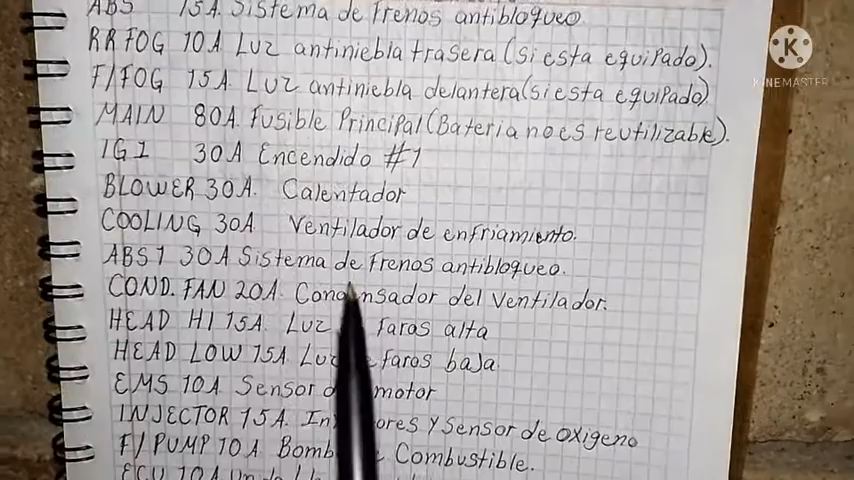 ABS 15A. Sistema de frenos antibloqueo
RRFOG 10A Luz antiniebla trasera (Si esta equipado).
F/FOG 15A. Luz antiniebla delantera (si esta equipado)
MAIN 80A. Fusible Principal (Bateria no es reutilizable).
IG1 30A Encendido #1
BLOWER 30A. Calentador
COOLING 30A Ventilador de enfriamiento.
ABS1 30A Sistema de frenos antibloqueo.
COND. FAN 20A. Condensador del Ventilador.
HEAD HI 15A. Luz faros alta
HEAD LOW 15A. Luz faros baja
EMS 10A Sensor motor
INJECTOR 15A. y Sensor de oxigeno
F/PUMP 10A Combustible.
ECU 10A
K
KINEMASTER